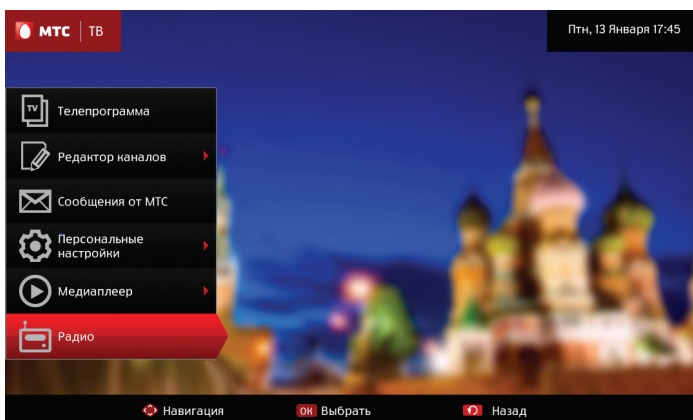 МТС ТВ
Птн, 13 Января 17:45
TV
Телепрограмма
Редактор каналов
Сообщения от МТС
Персональные
настройки
Медиаплеер
Радио
Навигация
OK Выбрать
Назад